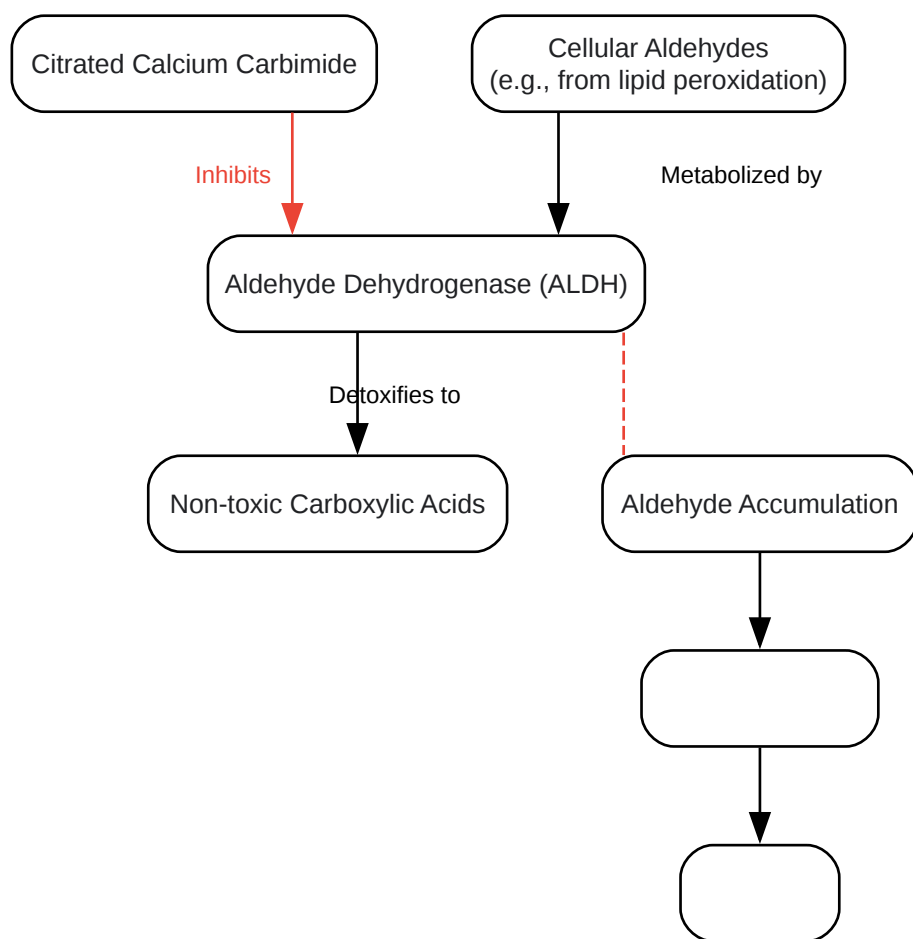 Citrated Calcium Carbimide
Cellular Aldehydes
(e.g., from lipid peroxidation)
Inhibits
Metabolized by
Aldehyde Dehydrogenase (ALDH)
Detoxifies to
Non-toxic Carboxylic Acids
Aldehyde Accumulation